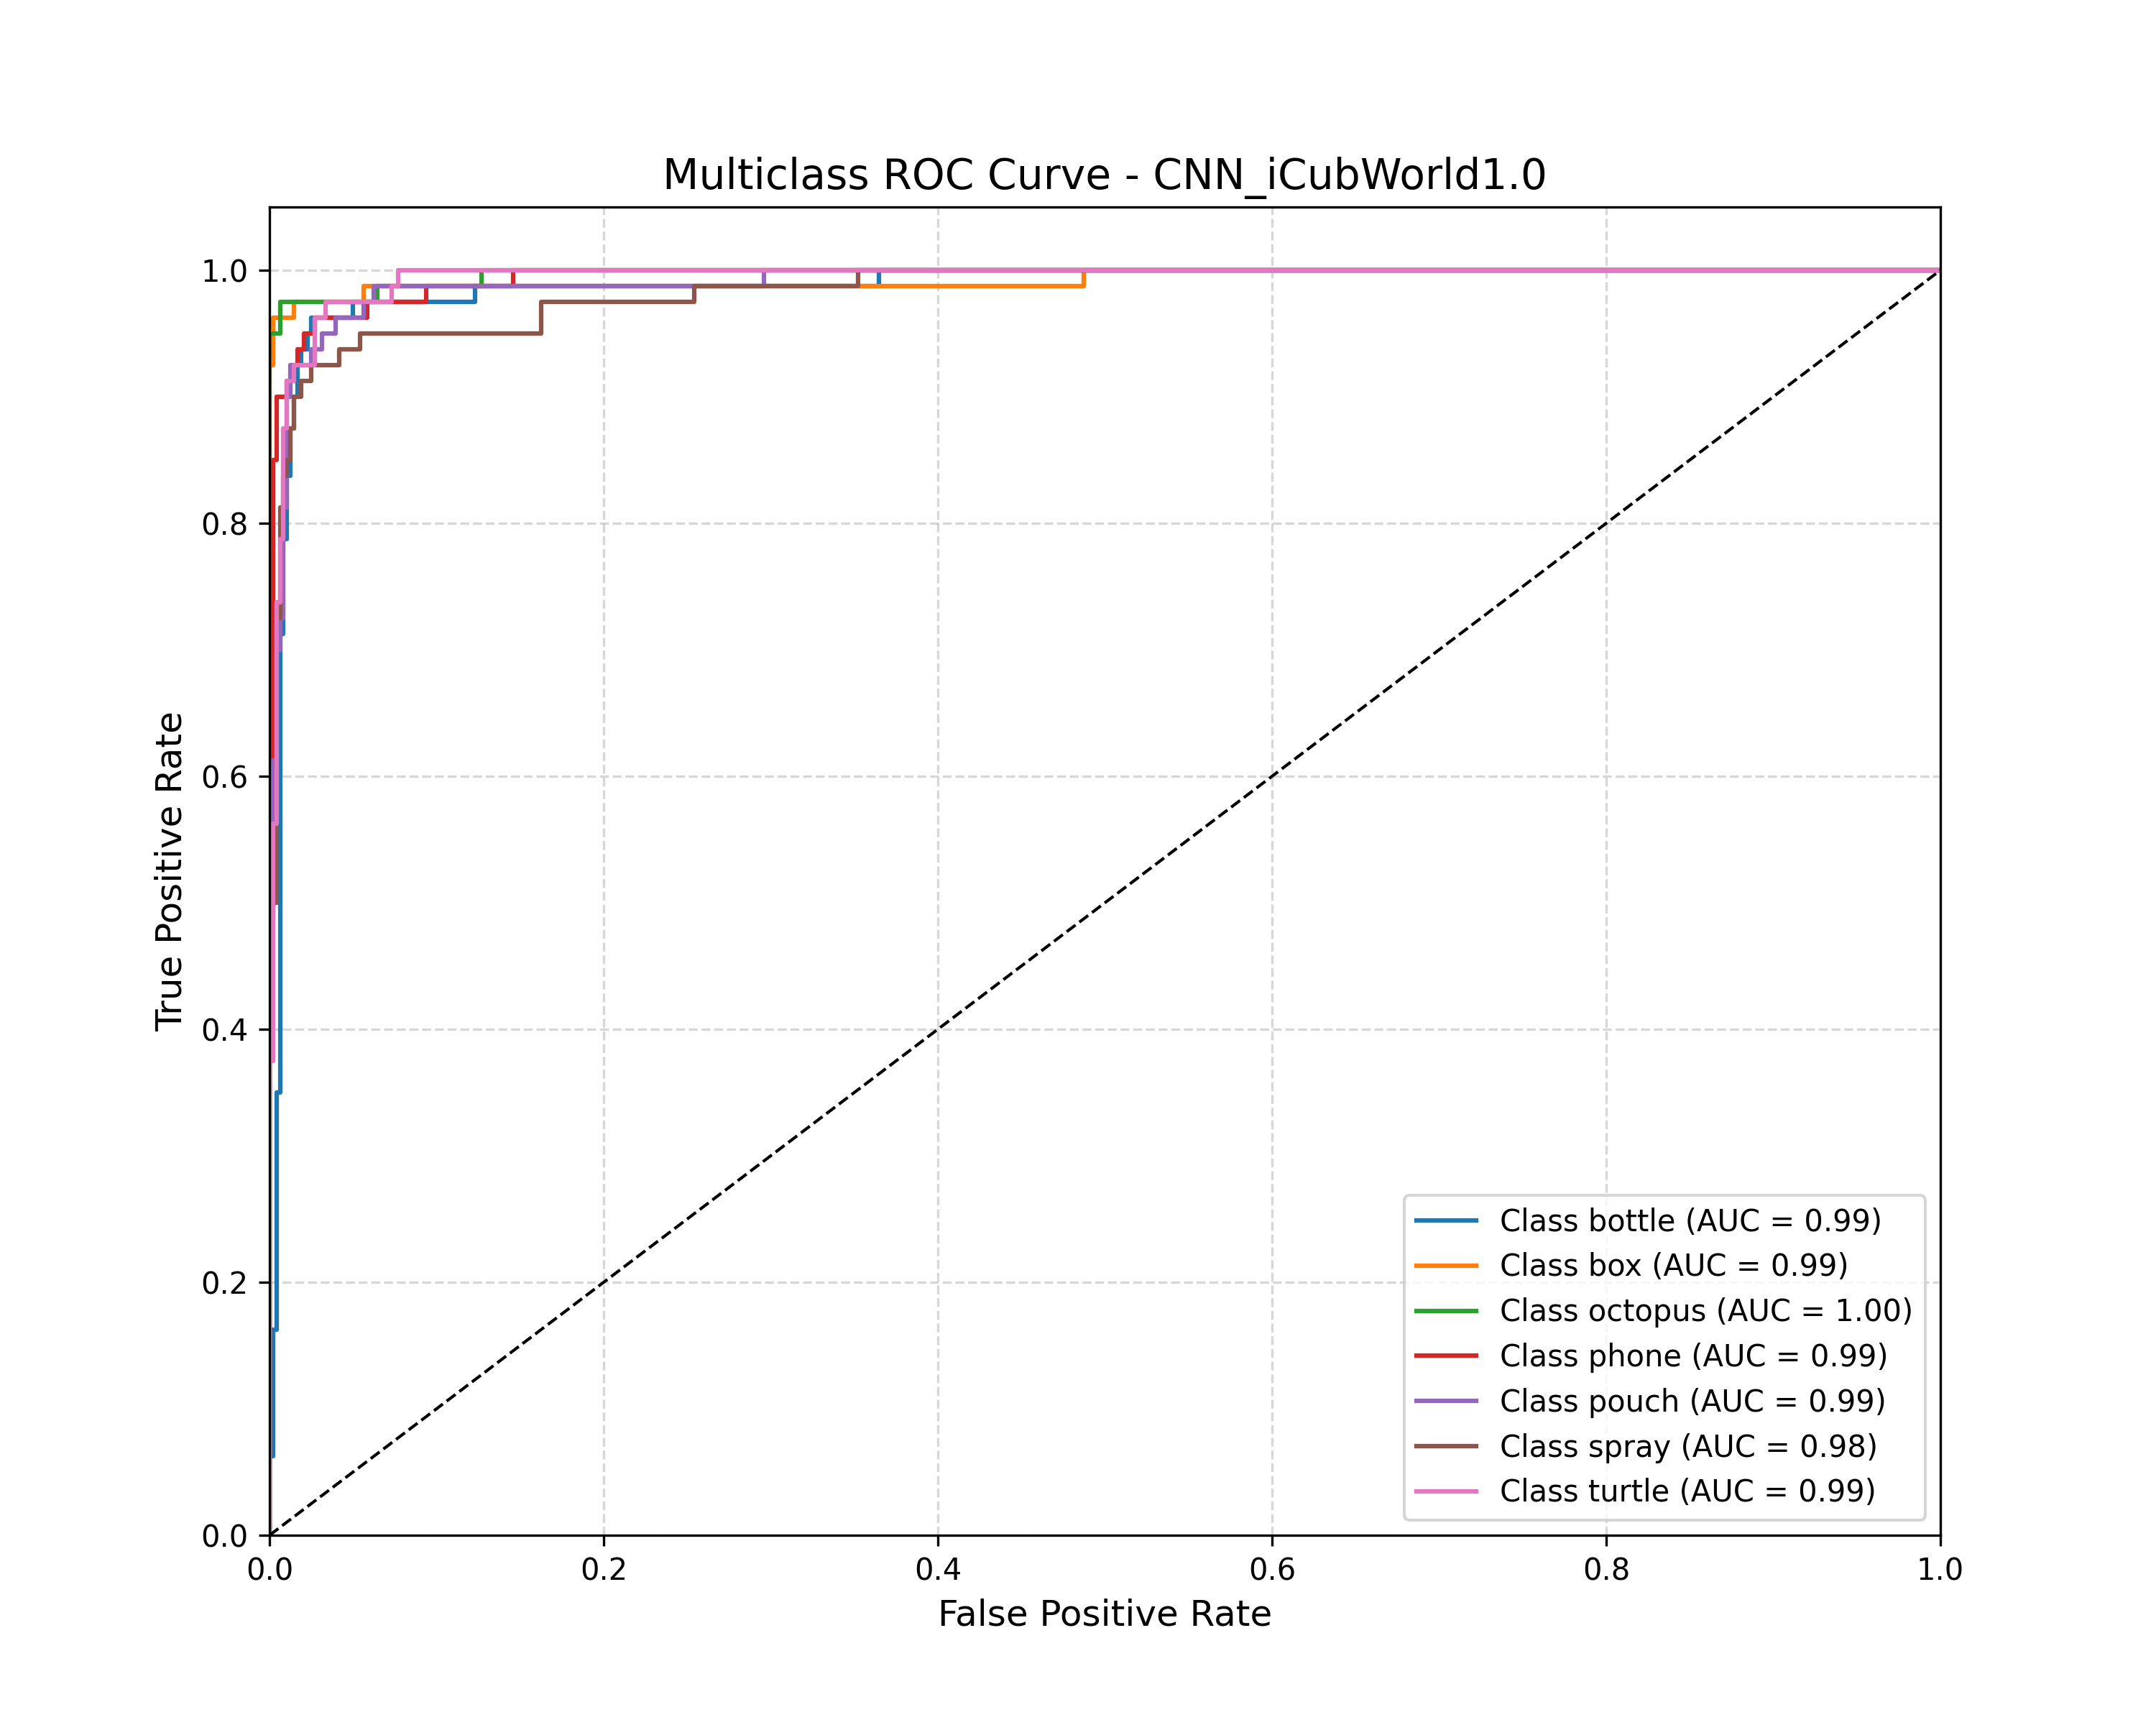 Multiclass ROC Curve - CNN_iCubWorld1.0
True Positive Rate
1.0
0.8
0.6
0.4
0.2
0.0
0.0 0.2 0.4 0.6 0.8 1.0
False Positive Rate
Class bottle (AUC = 0.99)
Class box (AUC = 0.99)
Class octopus (AUC = 1.00)
Class phone (AUC = 0.99)
Class pouch (AUC = 0.99)
Class spray (AUC = 0.98)
Class turtle (AUC = 0.99)